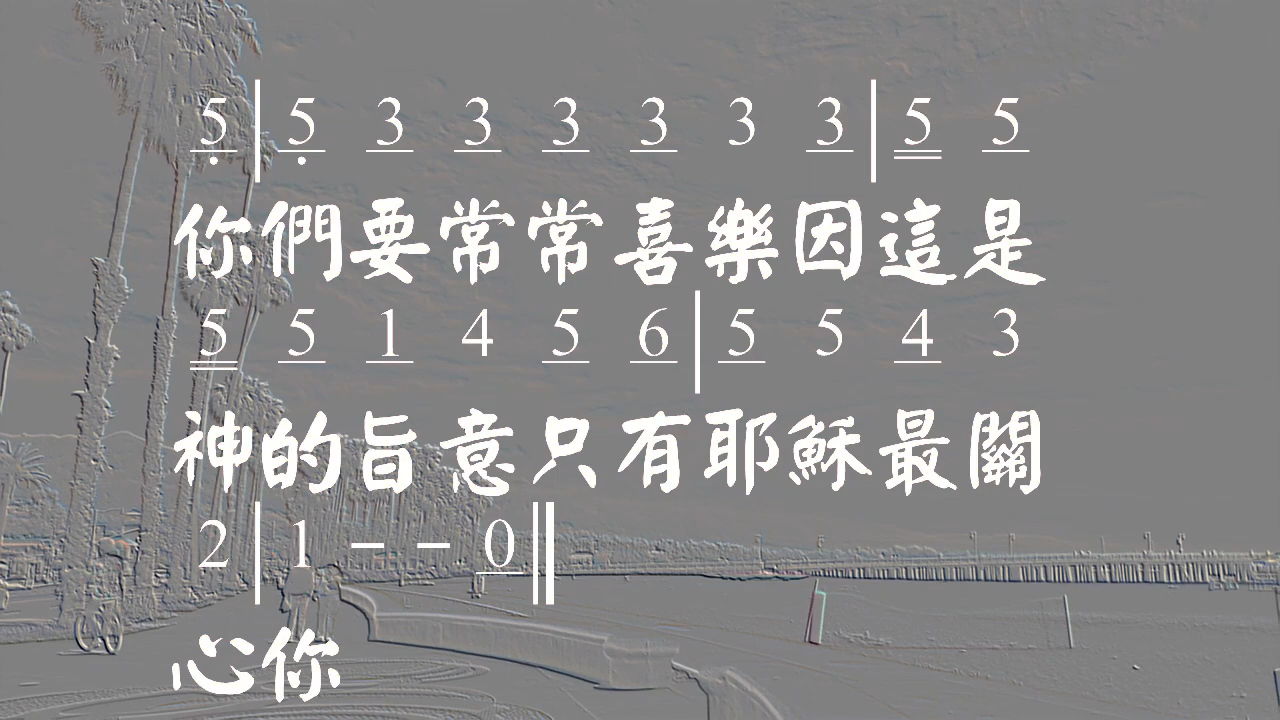 5 | 5 3 3 3 3 3 3 | 5 5
你們要常常喜樂因這是
5 5 1 4 5 6 | 5 5 4 3
神的旨意只有耶穌最關
2 | 1 – – 0 ‖
心你